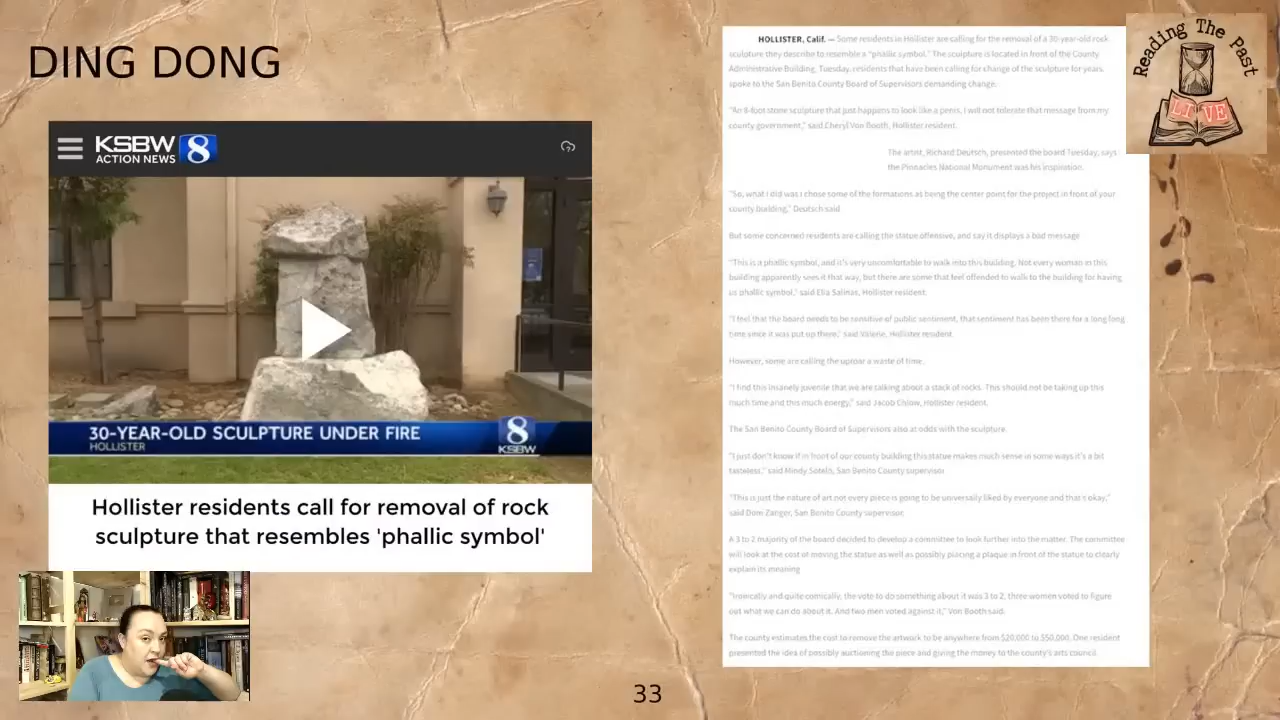 DING DONG
KSBW
ACTION NEWS
8
30-YEAR-OLD SCULPTURE UNDER FIRE
HOLLISTER
8
KSBW
Hollister residents call for removal of rock
sculpture that resembles 'phallic symbol'
HOLLISTER, Calif. — Some residents in Hollister are calling for the removal of a 30-year-old rock
sculpture they describe to resemble a "phallic symbol." The sculpture is located in front of the County
Administrative Building, Tuesday, residents that have been calling for change of the sculpture for years,
spoke to the San Benito County Board of Supervisors demanding change.
"An 8-foot stone sculpture that just happens to look like a penis, I will not tolerate that message from my
county government," said Cheryl Von Booth, Hollister resident.
The artist, Richard Deutsch, presented the board Tuesday, says
the Pinnacles National Monument was his inspiration.
"So, what I did was I chose some of the formations as being the center point for the project in front of your
county building," Deutsch said
But some concerned residents are calling the statue offensive, and say it displays a bad message
"This is a phallic symbol, and it's very uncomfortable to walk into this building. Not every woman in this
building apparently sees it that way, but there are some that feel offended to walk to the building for having
us phallic symbol," said Elia Salinas, Hollister resident.
"I feel that the board needs to be sensitive of public sentiment, that sentiment has been there for a long long
time since it was put up there," said Valerie, Hollister resident.
However, some are calling the uproar a waste of time.
"I find this insanely juvenile that we are talking about a stack of rocks. This should not be taking up this
much time and this much energy," said Jacob Chlow, Hollister resident.
The San Benito County Board of Supervisors also at odds with the sculpture.
"I just don't know if in front of our county building this statue makes much sense in some ways it's a bit
tasteless," said Mindy Sotelo, San Benito County supervisor
"This is just the nature of art not every piece is going to be universally liked by everyone and that's okay,"
said Dom Zanger, San Benito County supervisor.
A 3 to 2 majority of the board decided to develop a committee to look further into the matter. The committee
will look at the cost of moving the statue as well as possibly placing a plaque in front of the statue to clearly
explain its meaning
"Ironically and quite comically, the vote to do something about it was 3 to 2, three women voted to figure
out what we can do about it. And two men voted against it," Von Booth said.
The county estimates the cost to remove the artwork to be anywhere from $20,000 to $50,000. One resident
presented the idea of possibly auctioning the piece and giving the money to the county's arts council.
Reading The Past
LIVE
33